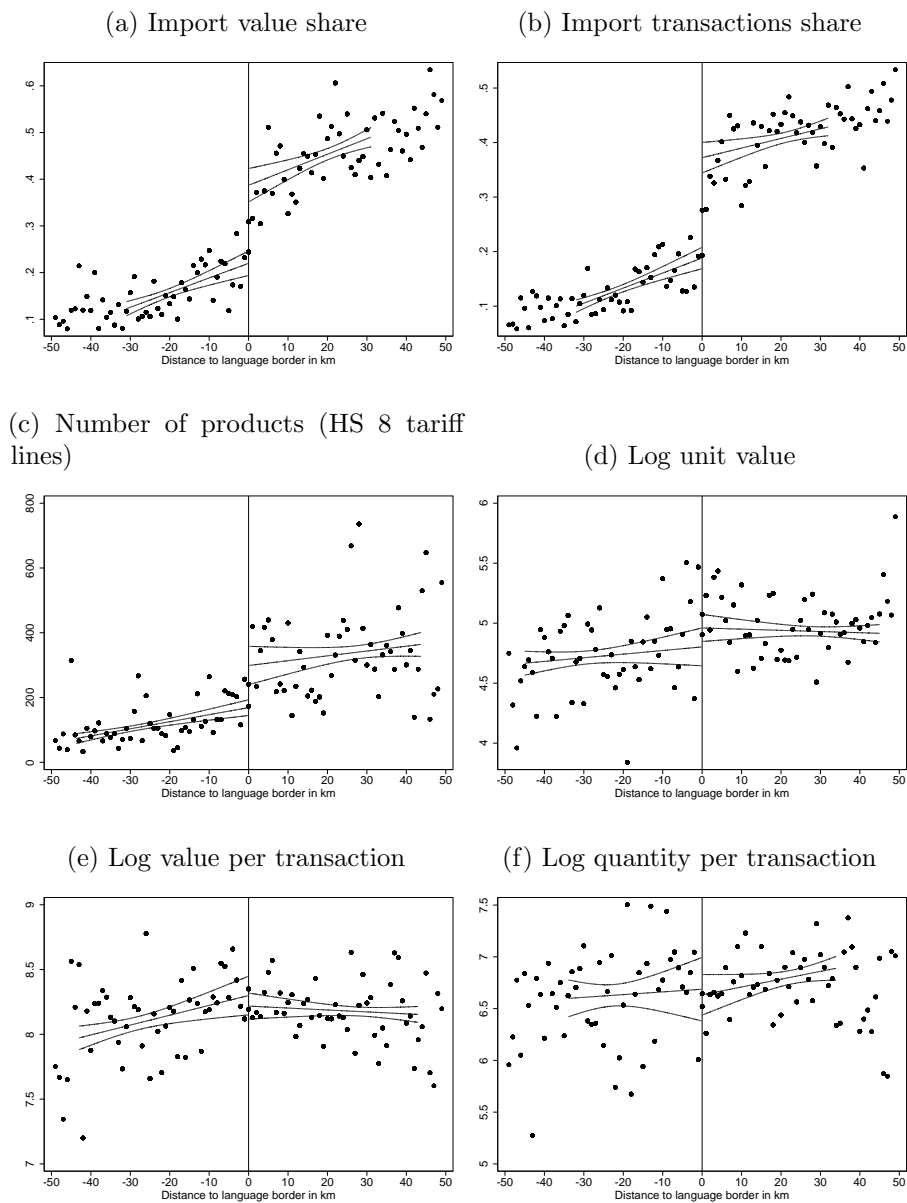 (a) Import value share
(b) Import transactions share
.6
.5
.4
.3
.2
.1
-50 -40 -30 -20 -10 0 10 20 30 40 50
Distance to language border in km
.5
.4
.3
.2
.1
-50 -40 -30 -20 -10 0 10 20 30 40 50
Distance to language border in km
(c) Number of products (HS 8 tariff
lines)
(d) Log unit value
800
600
400
200
0
-50 -40 -30 -20 -10 0 10 20 30 40 50
Distance to language border in km
6
5.5
5
4.5
4
-50 -40 -30 -20 -10 0 10 20 30 40 50
Distance to language border in km
(e) Log value per transaction
(f) Log quantity per transaction
9
8.5
8
7.5
7
-50 -40 -30 -20 -10 0 10 20 30 40 50
Distance to language border in km
7.5
7
6.5
6
5.5
5
-50 -40 -30 -20 -10 0 10 20 30 40 50
Distance to language border in km